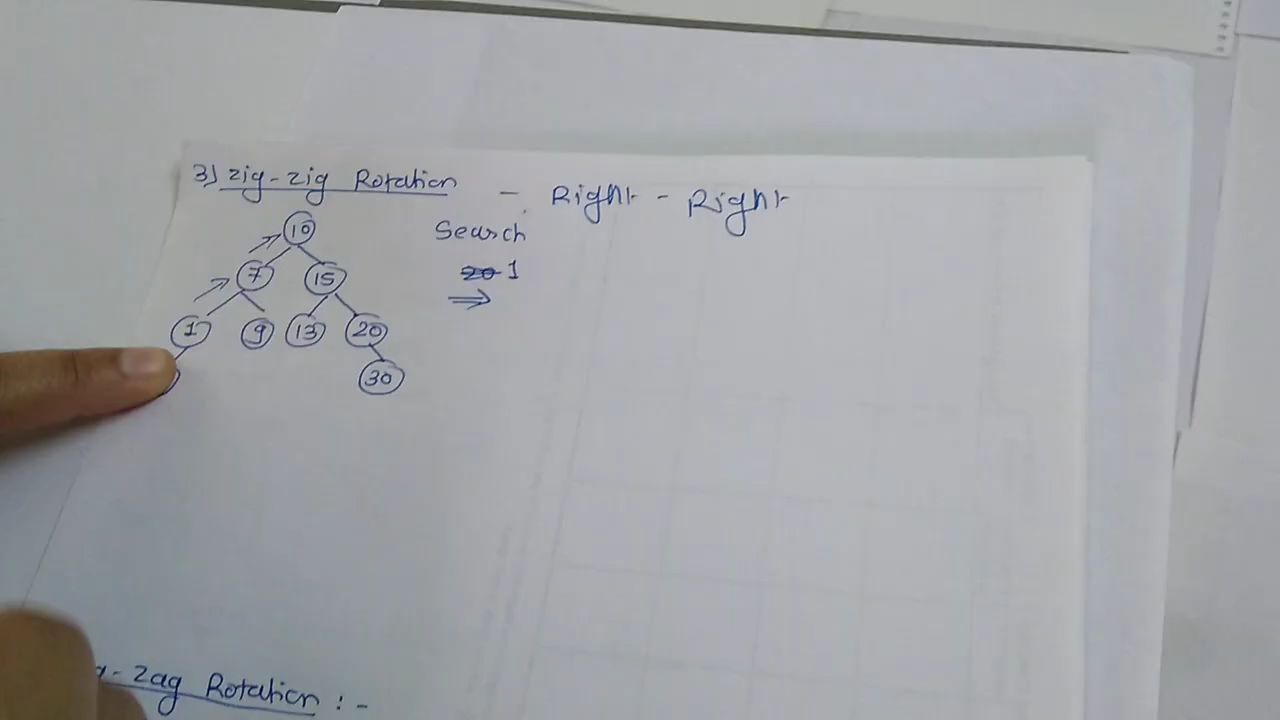 3) Zig-Zig Rotation - Right - Right
10
Search
7 15
20 1
⇒
1 9 13 20
30
-Zag Rotation :-